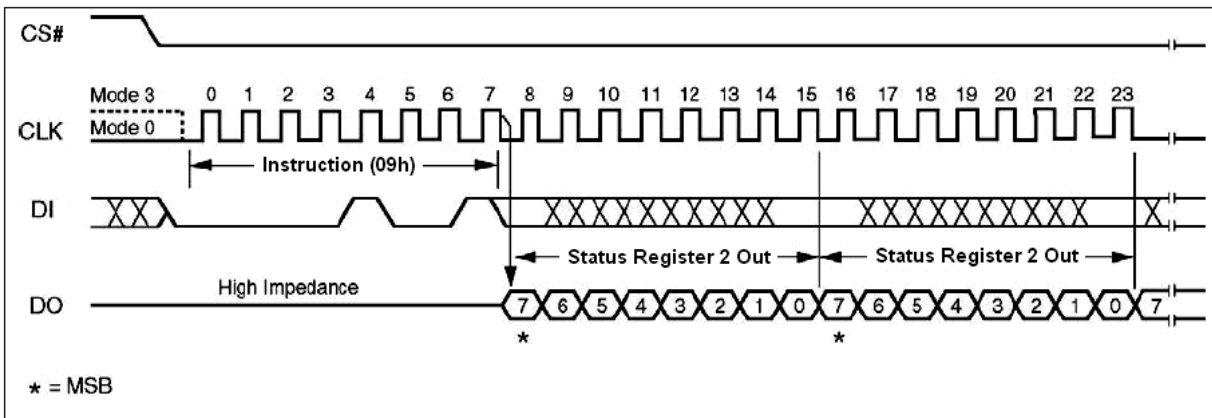 CS#
Mode 3
0 1 2 3 4 5 6 7 8 9 10 11 12 13 14 15 16 17 18 19 20 21 22 23
CLK
Mode 0
Instruction (09h)
DI
Status Register 2 Out Status Register 2 Out
High Impedance
DO
7 6 5 4 3 2 1 0 7 6 5 4 3 2 1 0 7
* *
* = MSB